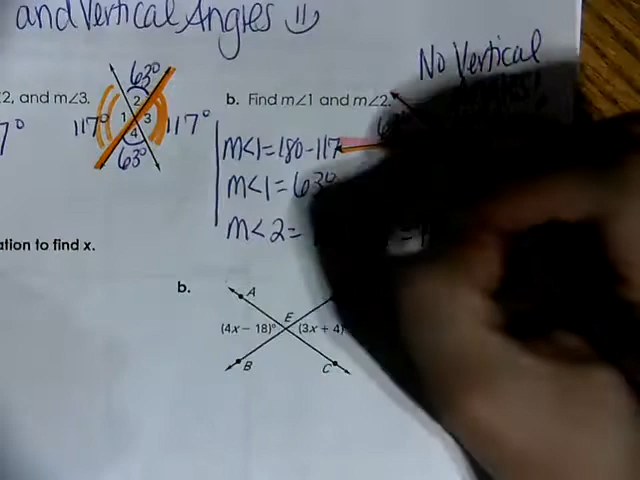 and Vertical Angles
No Vertical
2, and m∠3.
63°
2
1 3
4
117° 117°
63°
7°
b. Find m∠1 and m∠2.
m<1=180-117
m<1=63°
m<2=
ation to find x.
b.
A
E
(4x − 18)° (3x + 4)
B
C